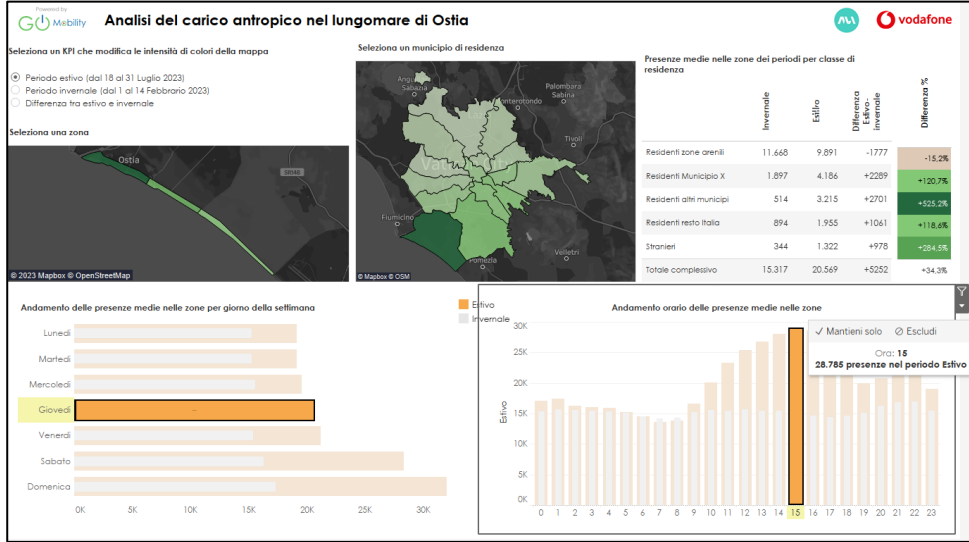 Powered by
GO Mobility
Analisi del carico antropico nel lungomare di Ostia
vodafone
Seleziona un KPI che modifica le intensità di colori della mappa
Periodo estivo (dal 18 al 31 Luglio 2023)
Periodo invernale (dal 1 al 14 Febbrario 2023)
Differenza tra estivo e invernale
Seleziona una zona
Ostia
© 2023 Mapbox © OpenStreetMap
Seleziona un municipio di residenza
Sabazia
Palombara
Sabina
Tivoli
Fiumicino
Velletri
Pomezia
© Mapbox © OSM
Presenze medie nelle zone dei periodi per classe di
residenza
Invernale Estivo Differenza Estivo-invernale Differenza %
Residenti zone arenili 11.668 9.891 -1777 -15,2%
Residenti Municipio X 1.897 4.186 +2289 +120,7%
Residenti altri municipi 514 3.215 +2701 +525,2%
Residenti resto Italia 894 1.955 +1061 +118,6%
Stranieri 344 1.322 +978 +284,5%
Totale complessivo 15.317 20.569 +5252 +34,3%
Andamento delle presenze medie nelle zone per giorno della settimana
Estivo
Invernale
Lunedì
Martedì
Mercoledì
Giovedì
Venerdì
Sabato
Domenica
0K 5K 10K 15K 20K 25K 30K
Andamento orario delle presenze medie nelle zone
✓ Mantieni solo ⊘ Escludi
Ora: 15
28.785 presenze nel periodo Estivo
Estivo
30K
25K
20K
15K
10K
5K
0K
0 1 2 3 4 5 6 7 8 9 10 11 12 13 14 15 16 17 18 19 20 21 22 23